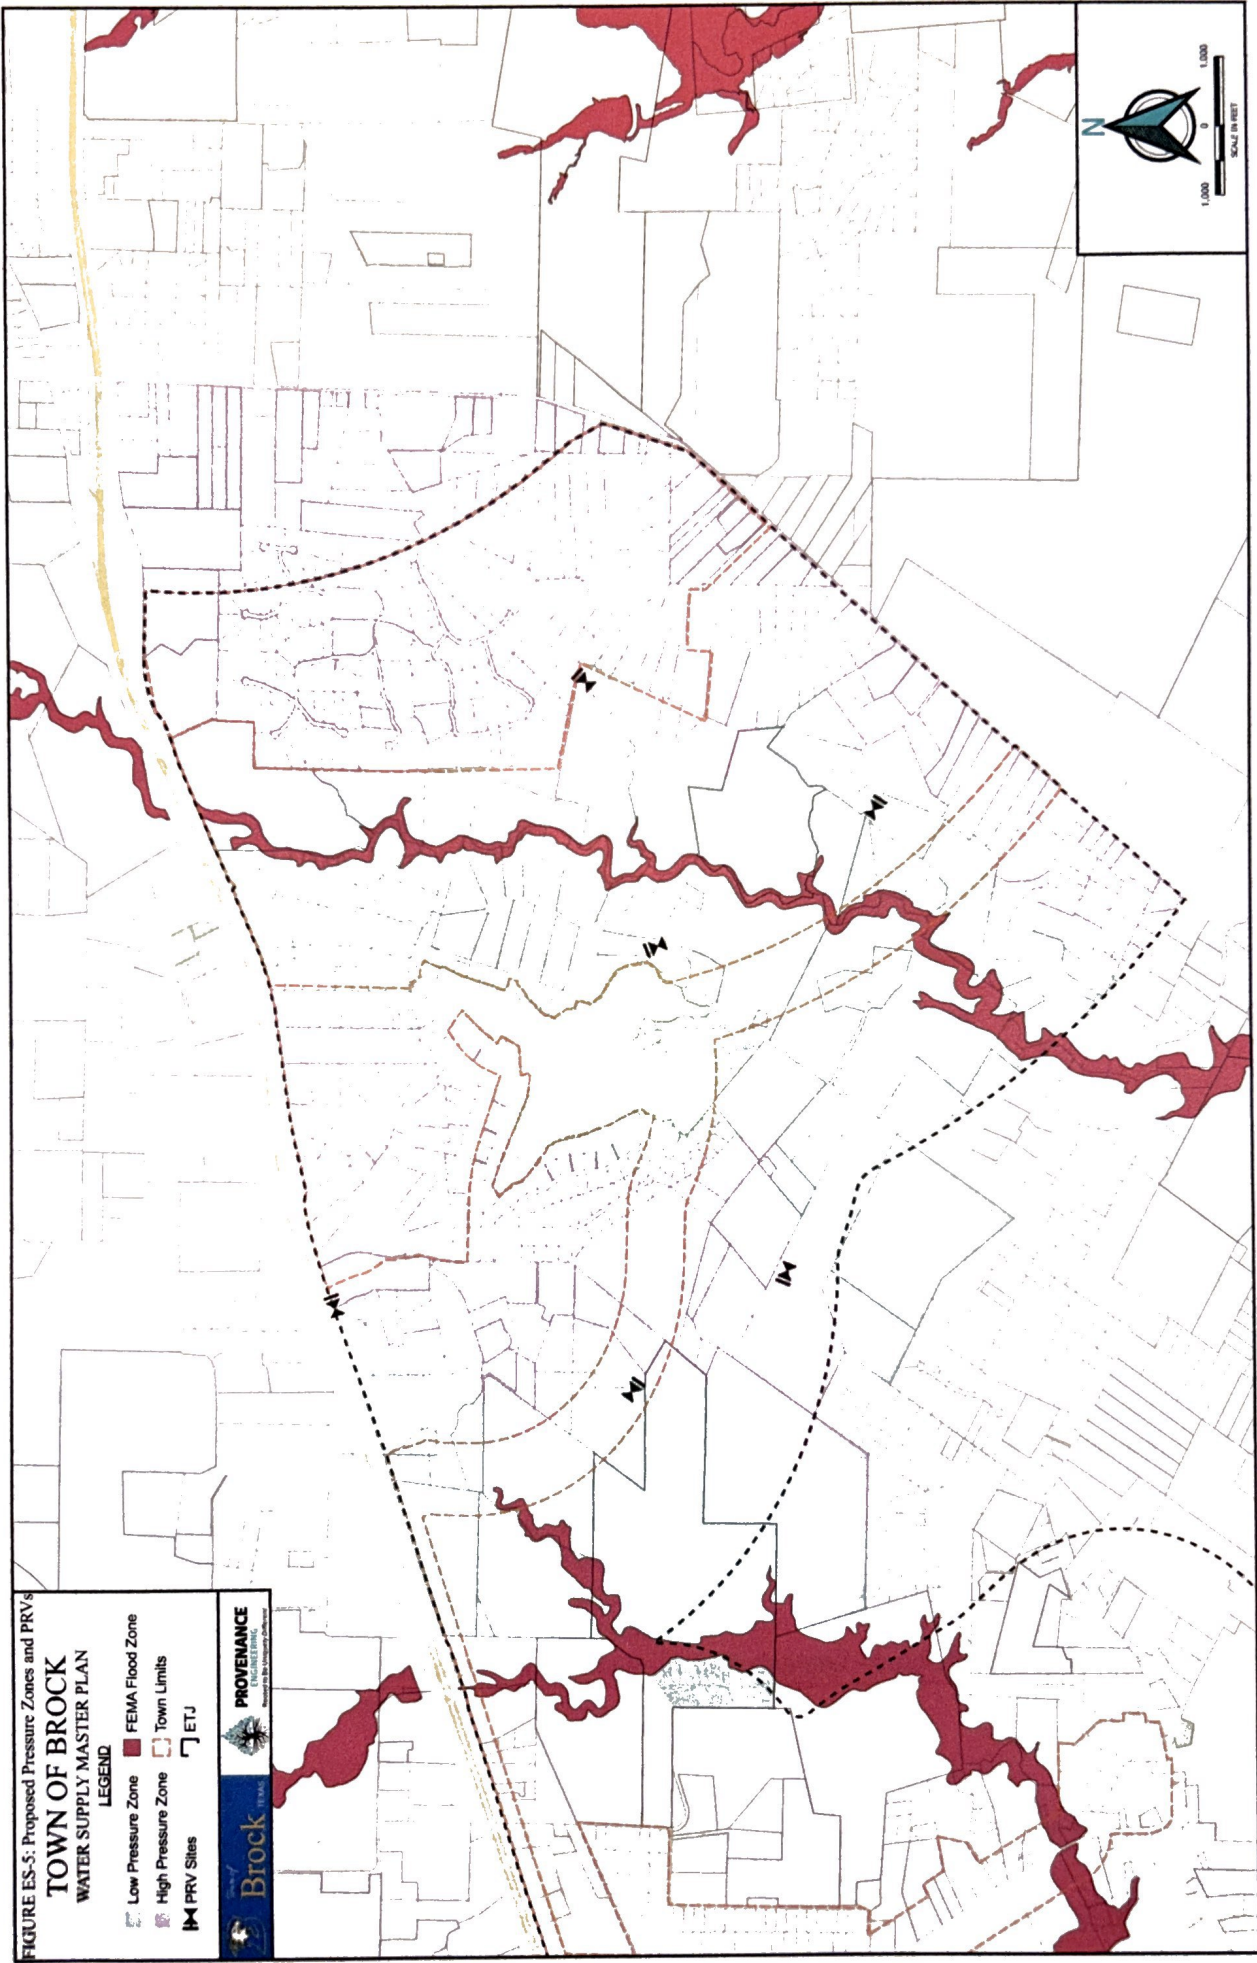 FIGURE ES-5: Proposed Pressure Zones and PRVs
TOWN OF BROCK
WATER SUPPLY MASTER PLAN
LEGEND
Low Pressure Zone
FEMA Flood Zone
High Pressure Zone
Town Limits
PRV Sites
ETJ
Town of
Brock TEXAS
PROVENANCE
ENGINEERING
N
1,000 0 1,000
SCALE IN FEET